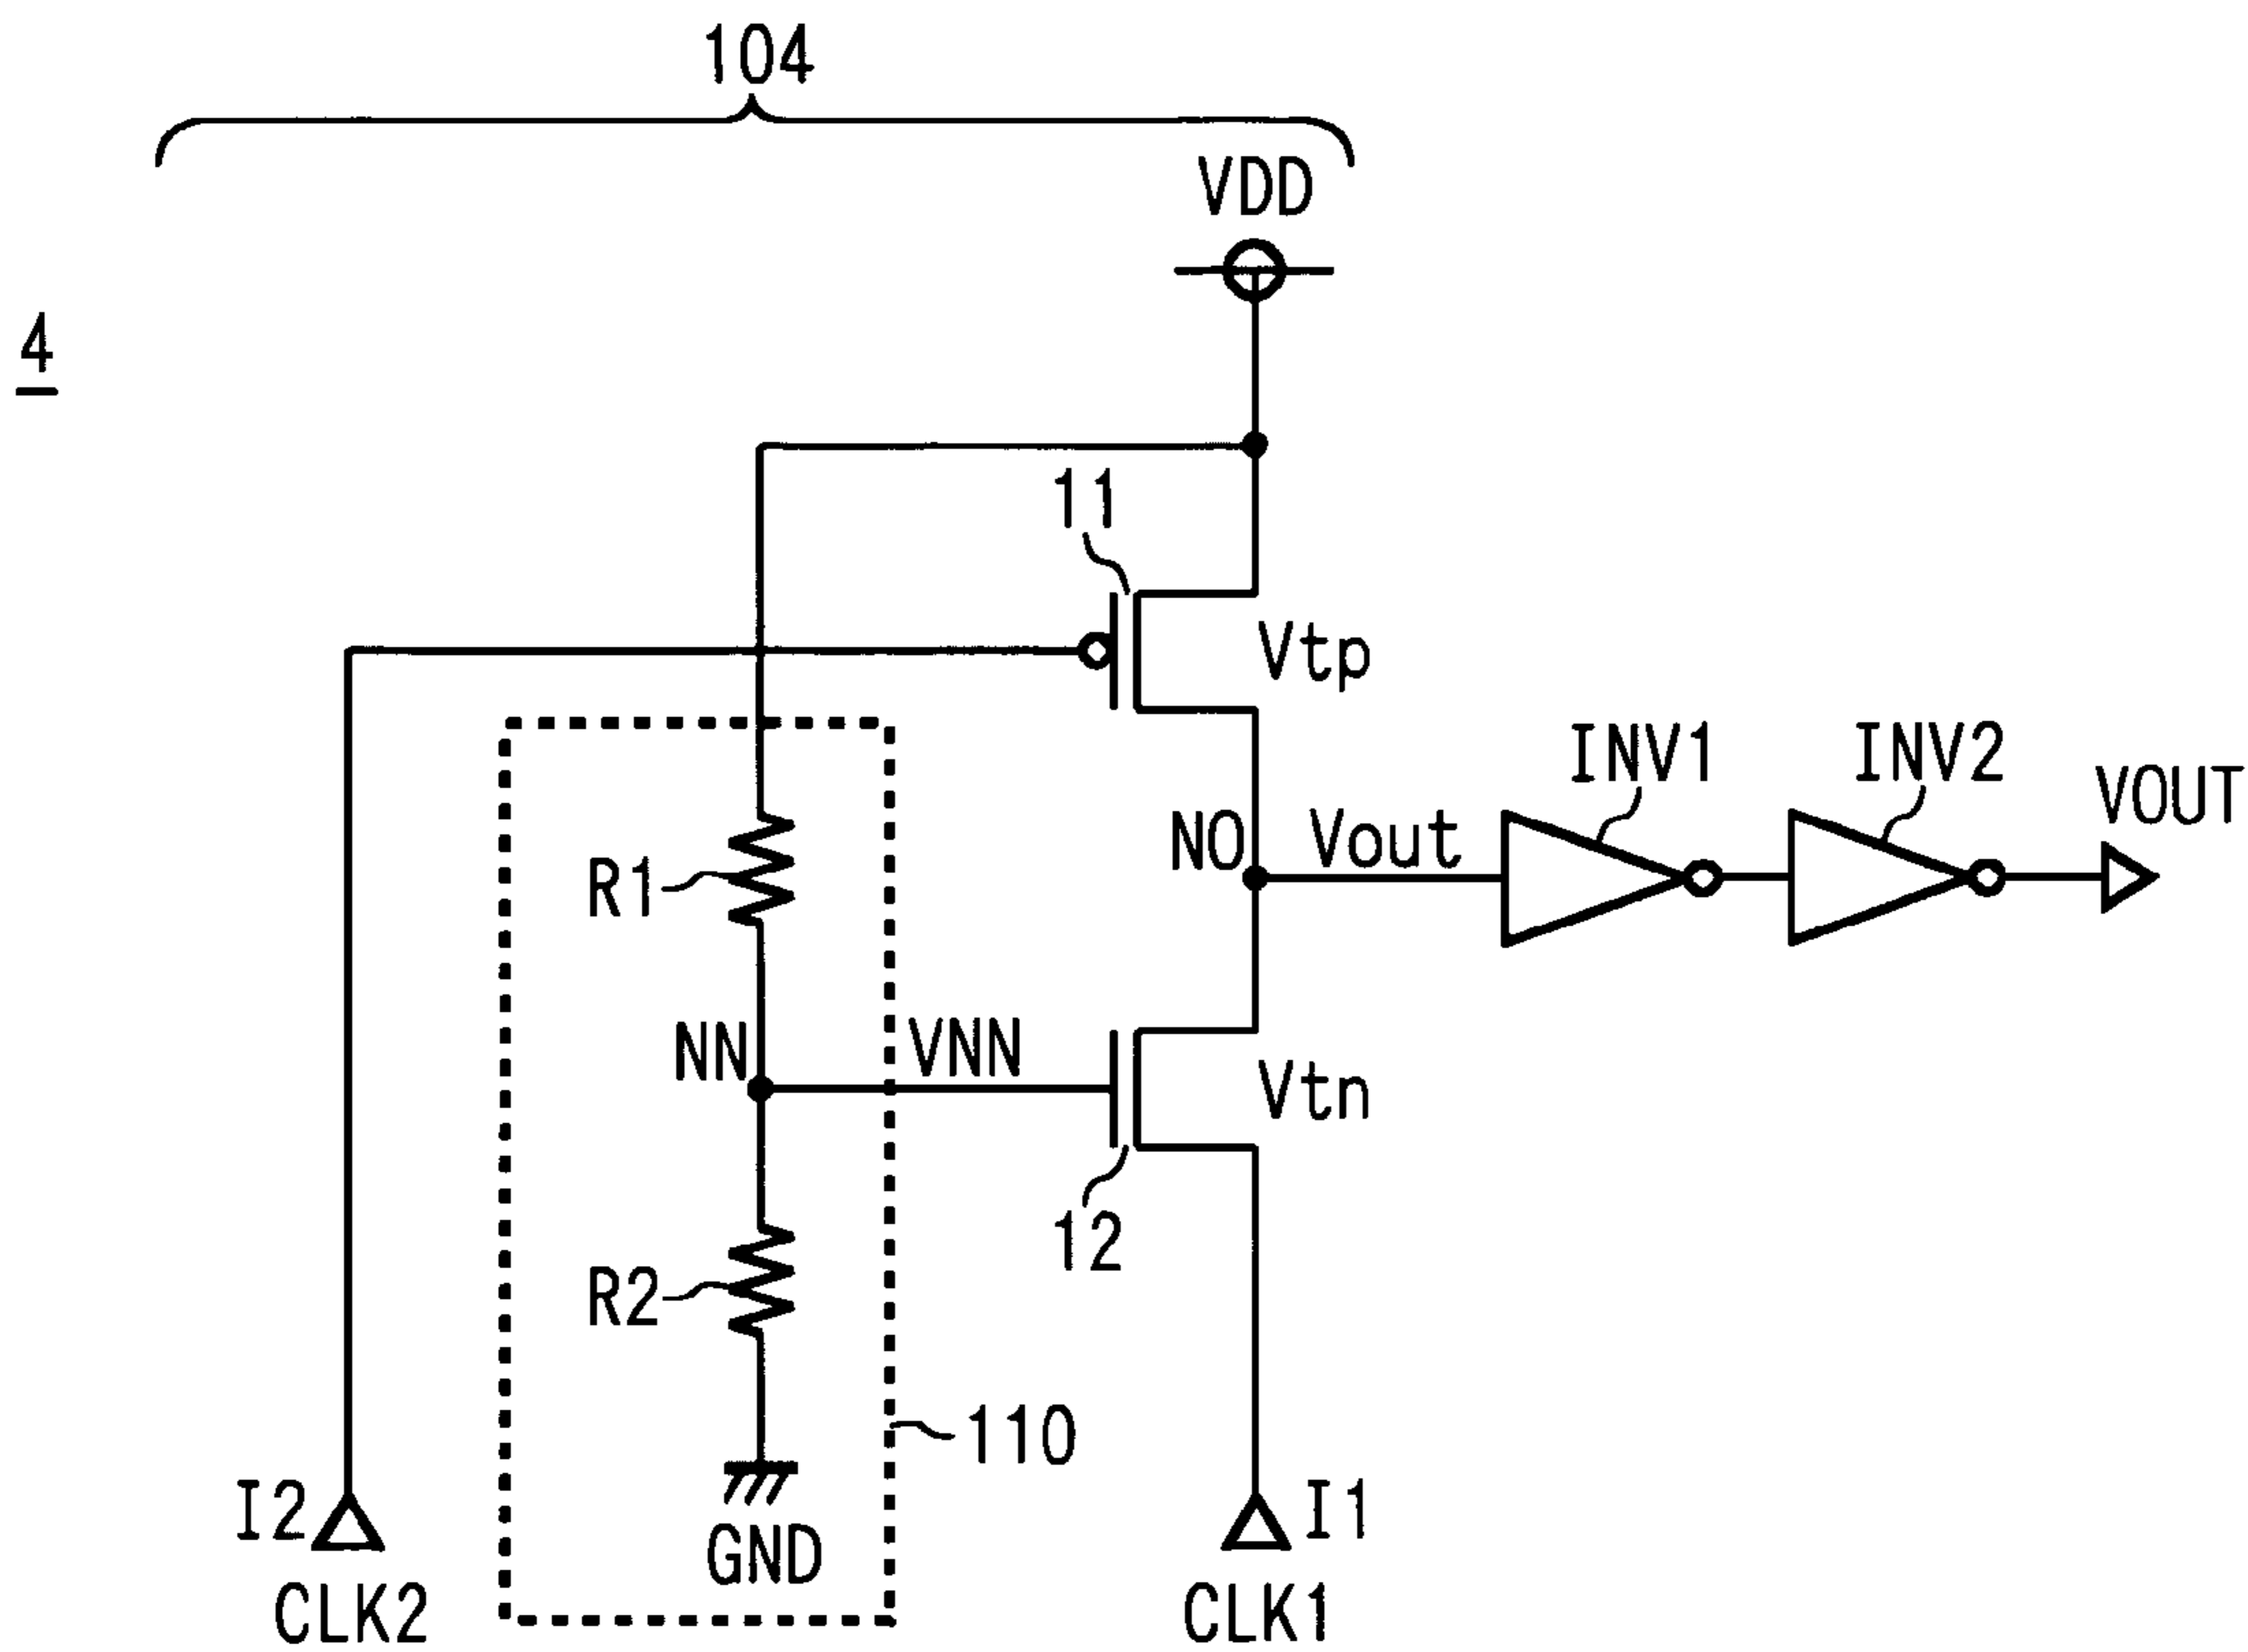 104
VDD
4
11
Vtp
INV1
INV2
VOUT
NO
Vout
R1
NN
VNN
Vtn
12
R2
110
I2
GND
I1
CLK2
CLK1